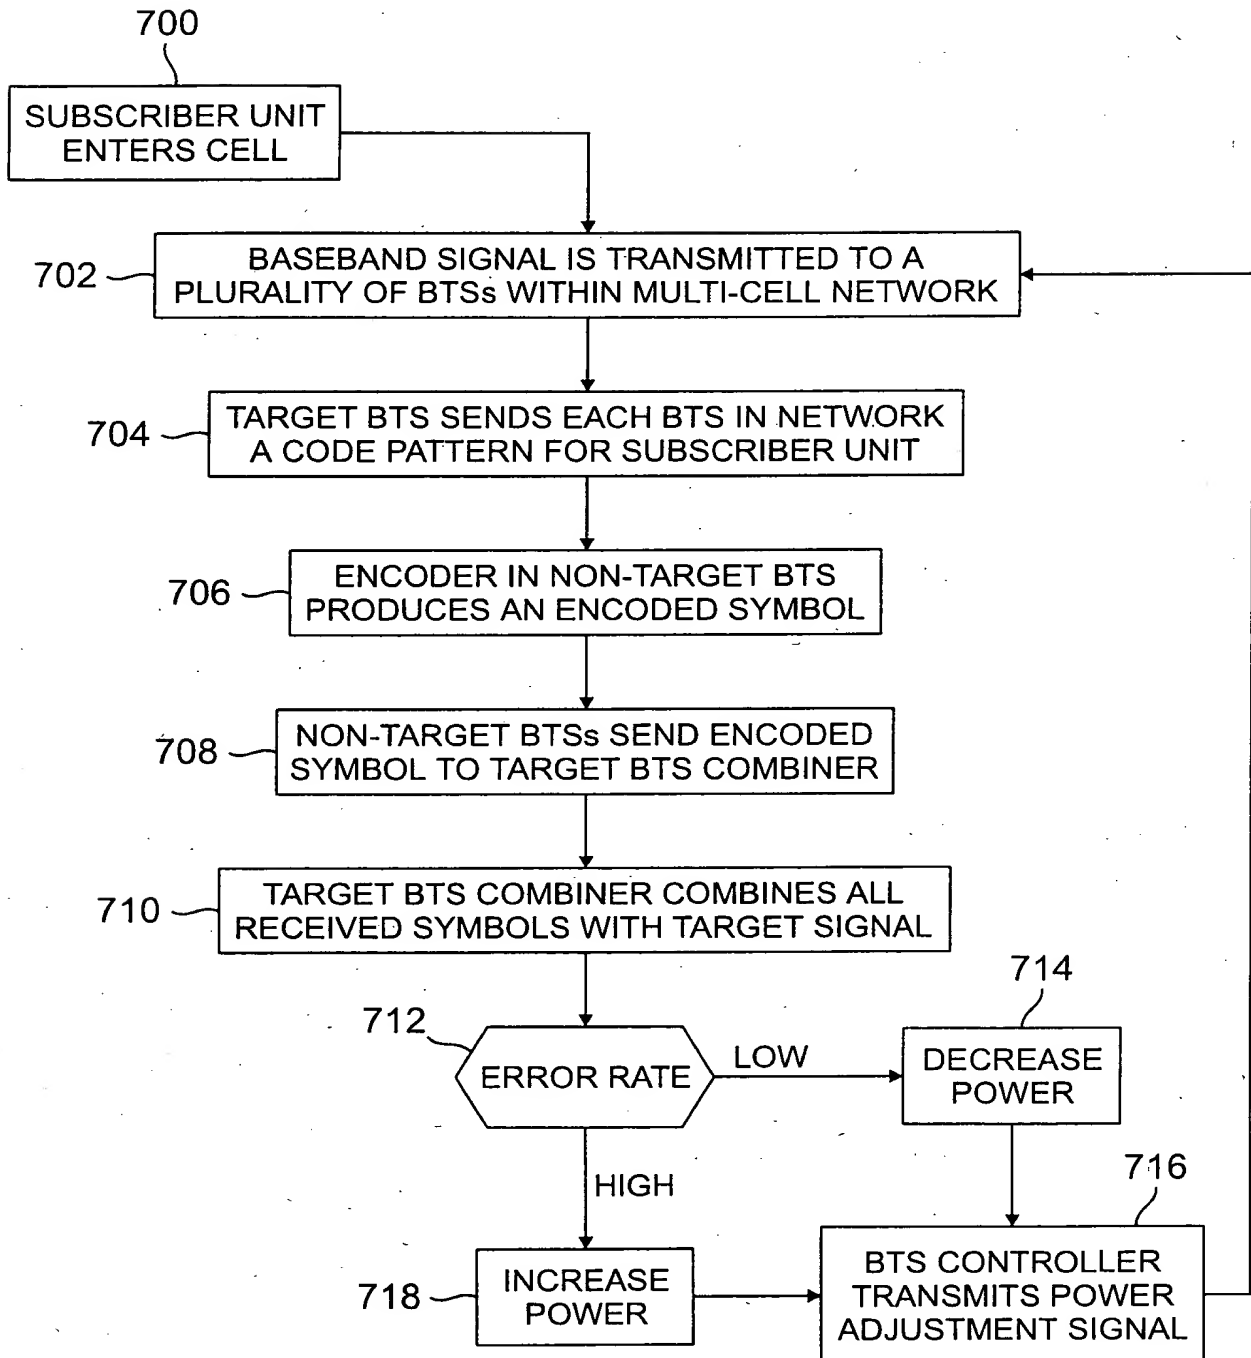 700
SUBSCRIBER UNIT
ENTERS CELL
702
BASEBAND SIGNAL IS TRANSMITTED TO A
PLURALITY OF BTSs WITHIN MULTI-CELL NETWORK
704
TARGET BTS SENDS EACH BTS IN NETWORK
A CODE PATTERN FOR SUBSCRIBER UNIT
706
ENCODER IN NON-TARGET BTS
PRODUCES AN ENCODED SYMBOL
708
NON-TARGET BTSs SEND ENCODED
SYMBOL TO TARGET BTS COMBINER
710
TARGET BTS COMBINER COMBINES ALL
RECEIVED SYMBOLS WITH TARGET SIGNAL
712
ERROR RATE
LOW
714
DECREASE
POWER
HIGH
716
BTS CONTROLLER
TRANSMITS POWER
ADJUSTMENT SIGNAL
718
INCREASE
POWER